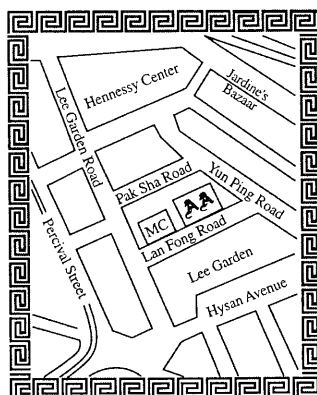 Hennessy Center
Jardine's
Bazaar
Lee Garden Road
Pak Sha Road
Yun Ping Road
MC
AA
Lan Fong Road
Percival Street
Lee Garden
Hysan Avenue